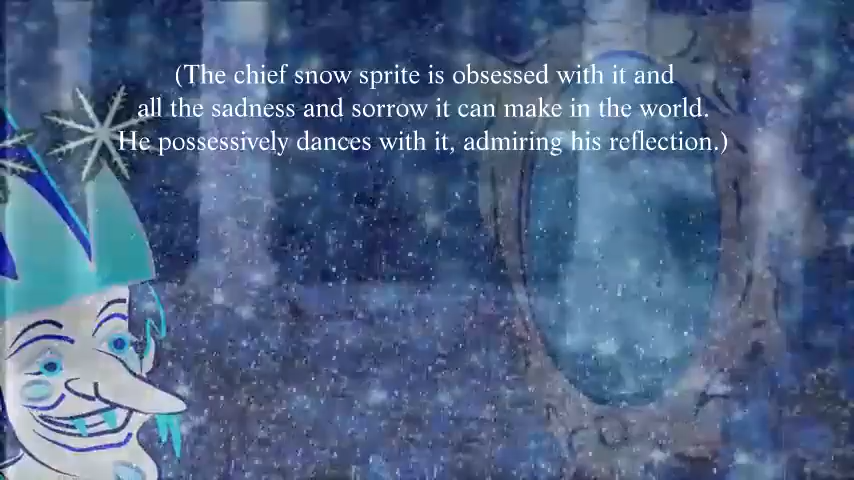 (The chief snow sprite is obsessed with it and
all the sadness and sorrow it can make in the world.
He possessively dances with it, admiring his reflection.)